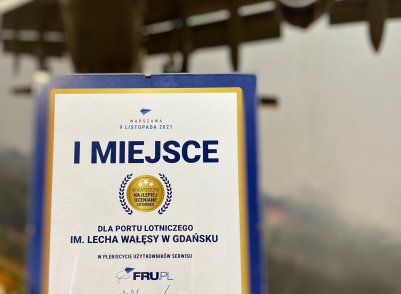 WARSZAWA
9 LISTOPADA 2021
I MIEJSCE
W KATEGORII
NAJLEPIEJ
OCENIANE
LOTNISKO
DLA PORTU LOTNICZEGO
IM. LECHA WAŁĘSY W GDAŃSKU
W PLEBISCYCIE UŻYTKOWNIKÓW SERWISU
FRU.PL